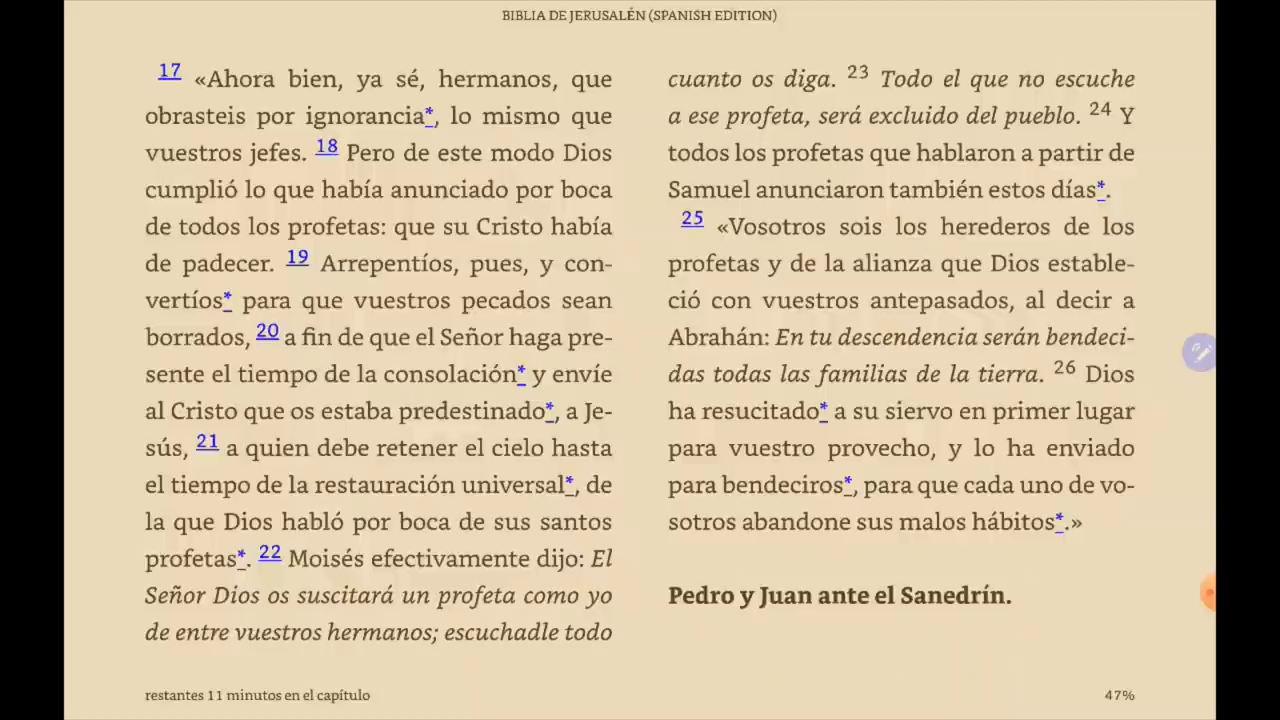 BIBLIA DE JERUSALÉN (SPANISH EDITION)
17 «Ahora bien, ya sé, hermanos, que
obrasteis por ignorancia*, lo mismo que
vuestros jefes. 18 Pero de este modo Dios
cumplió lo que había anunciado por boca
de todos los profetas: que su Cristo había
de padecer. 19 Arrepentíos, pues, y con-
vertíos* para que vuestros pecados sean
borrados, 20 a fin de que el Señor haga pre-
sente el tiempo de la consolación* y envíe
al Cristo que os estaba predestinado*, a Je-
sús, 21 a quien debe retener el cielo hasta
el tiempo de la restauración universal*, de
la que Dios habló por boca de sus santos
profetas*. 22 Moisés efectivamente dijo: El
Señor Dios os suscitará un profeta como yo
de entre vuestros hermanos; escuchadle todo
cuanto os diga. 23 Todo el que no escuche
a ese profeta, será excluido del pueblo. 24 Y
todos los profetas que hablaron a partir de
Samuel anunciaron también estos días*.
25 «Vosotros sois los herederos de los
profetas y de la alianza que Dios estable-
ció con vuestros antepasados, al decir a
Abrahán: En tu descendencia serán bendeci-
das todas las familias de la tierra. 26 Dios
ha resucitado* a su siervo en primer lugar
para vuestro provecho, y lo ha enviado
para bendeciros*, para que cada uno de vo-
sotros abandone sus malos hábitos*.»
Pedro y Juan ante el Sanedrín.
restantes 11 minutos en el capítulo
47%